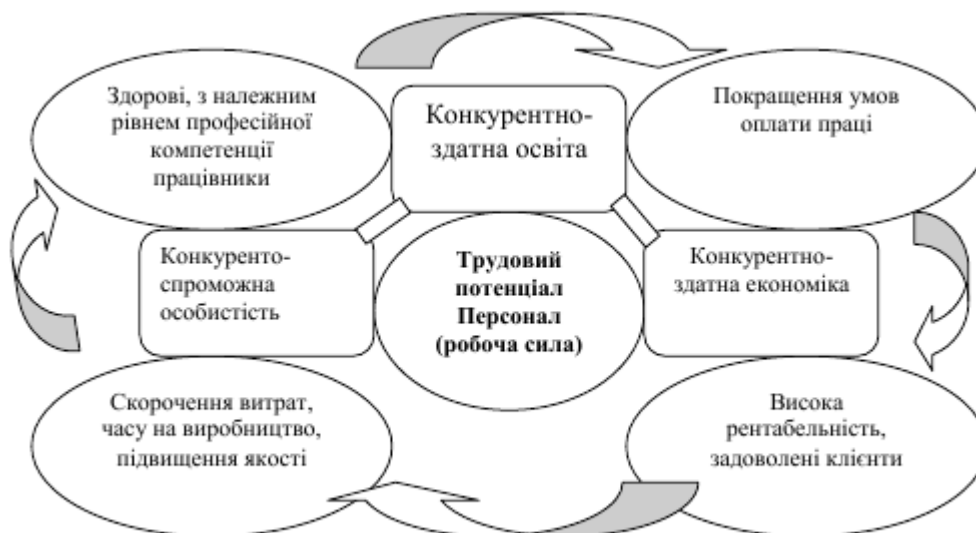 Здорові, з належним
рівнем професійної
компетенції
працівники
Конкурентно-
здатна освіта
Покращення умов
оплати праці
Конкуренто-
спроможна
особистість
Трудовий
потенціал
Персонал
(робоча сила)
Конкурентно-
здатна економіка
Скорочення витрат,
часу на виробництво,
підвищення якості
Висока
рентабельність,
задоволені клієнти